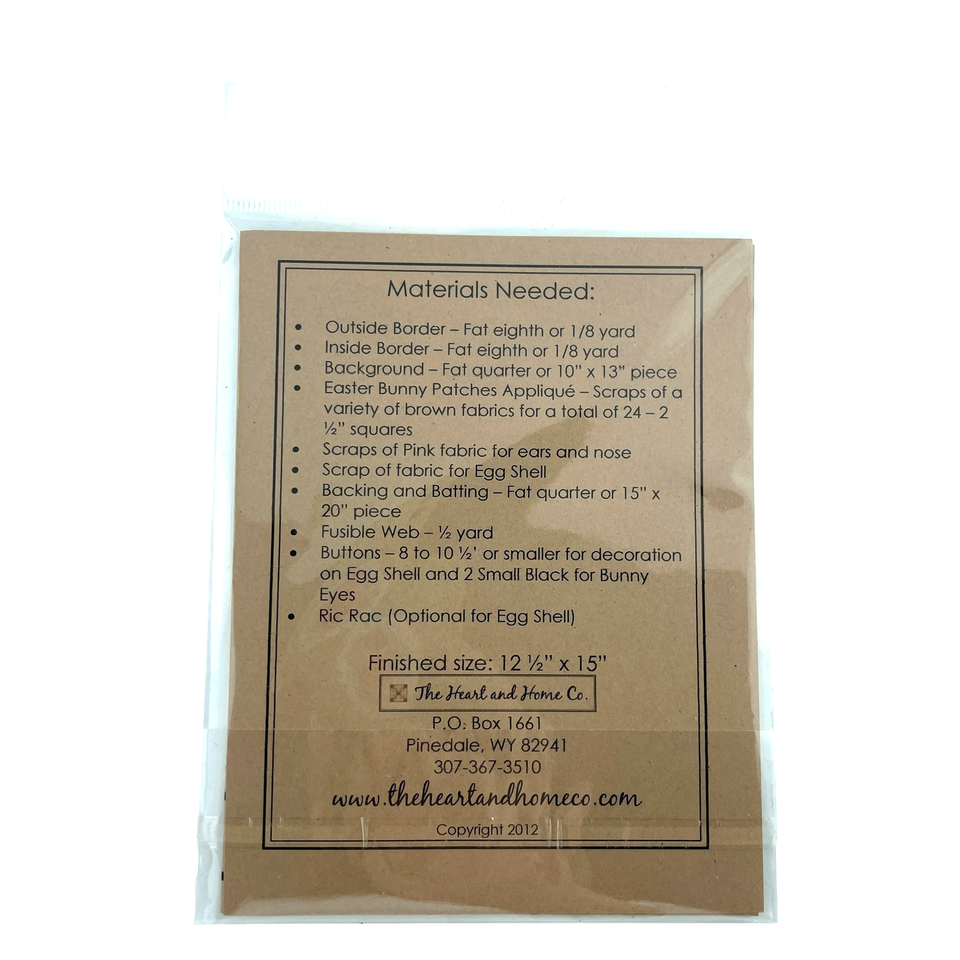 Materials Needed:
• Outside Border – Fat eighth or 1/8 yard
• Inside Border – Fat eighth or 1/8 yard
• Background – Fat quarter or 10” x 13” piece
• Easter Bunny Patches Appliqué – Scraps of a
variety of brown fabrics for a total of 24 – 2
½” squares
• Scraps of Pink fabric for ears and nose
• Scrap of fabric for Egg Shell
• Backing and Batting – Fat quarter or 15” x
20” piece
• Fusible Web – ½ yard
• Buttons – 8 to 10 ½’ or smaller for decoration
on Egg Shell and 2 Small Black for Bunny
Eyes
• Ric Rac (Optional for Egg Shell)
Finished size: 12 ½” x 15”
The Heart and Home Co.
P.O. Box 1661
Pinedale, WY 82941
307-367-3510
www.theheartandhomeco.com
Copyright 2012